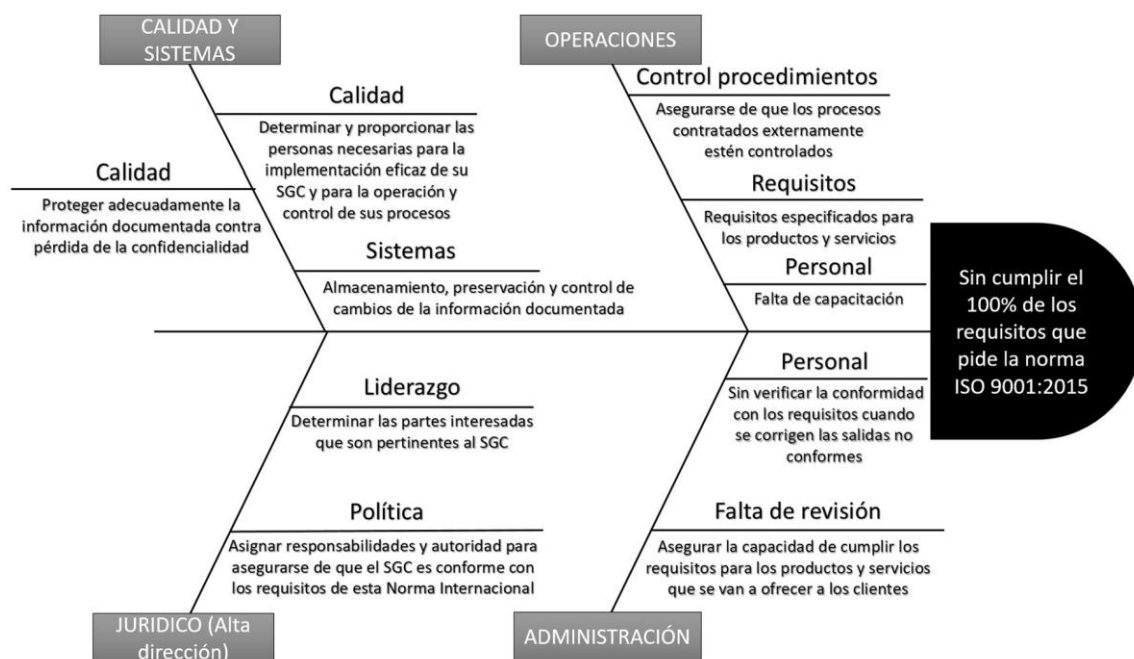 CALIDAD Y
SISTEMAS
Calidad
Determinar y proporcionar las
personas necesarias para la
implementación eficaz de su
SGC y para la operación y
control de sus procesos
Calidad
Proteger adecuadamente la
información documentada contra
pérdida de la confidencialidad
Sistemas
Almacenamiento, preservación y control de
cambios de la información documentada
OPERACIONES
Control procedimientos
Asegurarse de que los procesos
contratados externamente
estén controlados
Requisitos
Requisitos especificados para
los productos y servicios
Personal
Falta de capacitación
Sin cumplir el
100% de los
requisitos que
pide la norma
ISO 9001:2015
Liderazgo
Determinar las partes interesadas
que son pertinentes al SGC
Política
Asignar responsabilidades y autoridad para
asegurarse de que el SGC es conforme con
los requisitos de esta Norma Internacional
JURIDICO (Alta
dirección)
Personal
Sin verificar la conformidad
con los requisitos cuando
se corrigen las salidas no
conformes
Falta de revisión
Asegurar la capacidad de cumplir los
requisitos para los productos y servicios
que se van a ofrecer a los clientes
ADMINISTRACIÓN